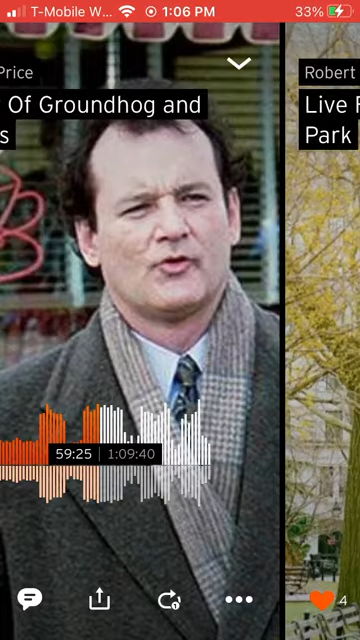 T-Mobile W... 1:06 PM 33%
Price
Of Groundhog and
s
Robert
Live F
Park
59:25 | 1:09:40
1
4